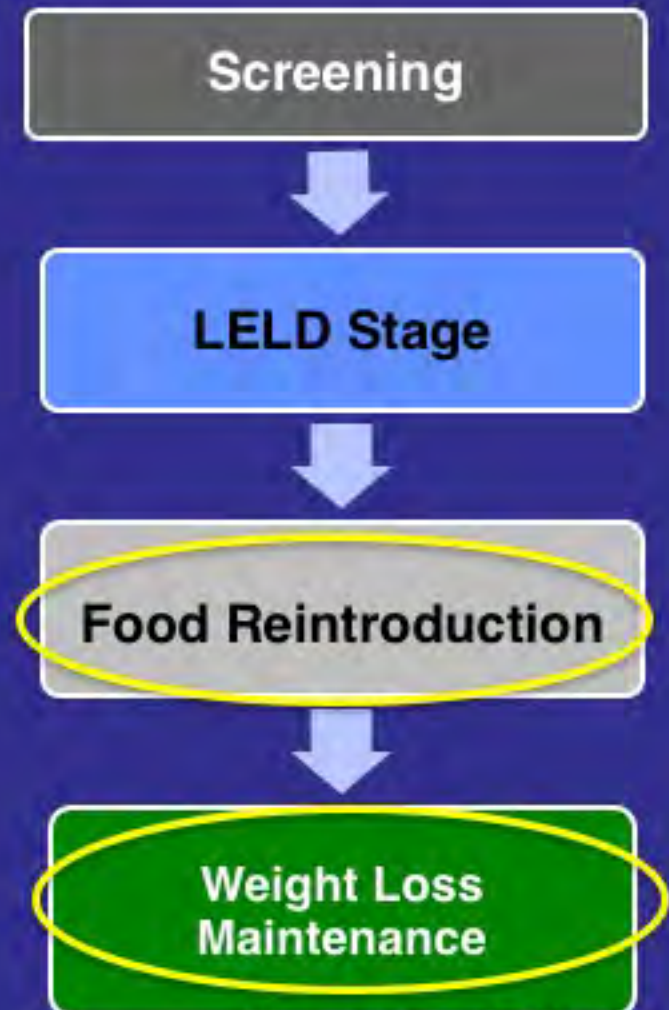 Screening
LELD Stage
Food Reintroduction
Weight Loss
Maintenance